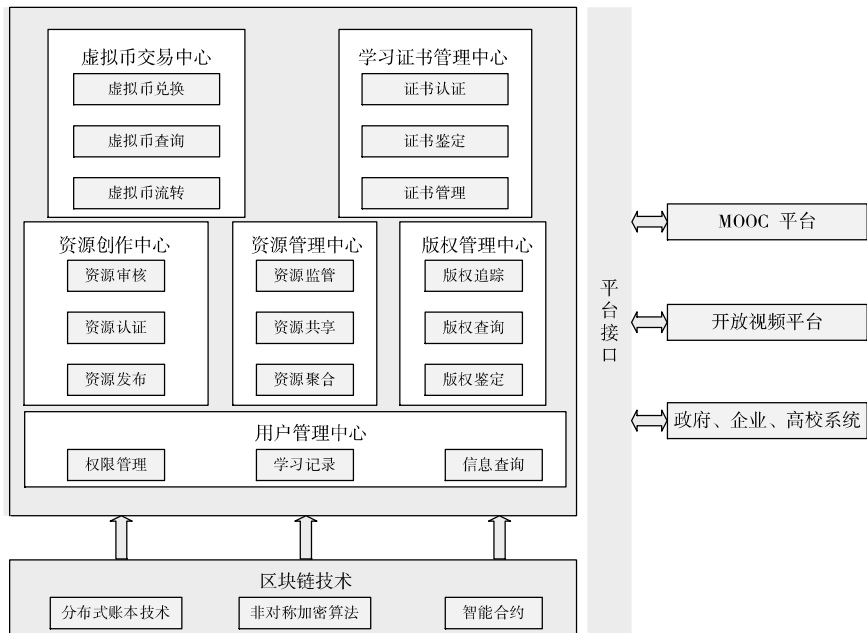 虚拟币交易中心
虚拟币兑换
虚拟币查询
虚拟币流转
学习证书管理中心
证书认证
证书鉴定
证书管理
资源创作中心
资源审核
资源认证
资源发布
资源管理中心
资源监管
资源共享
资源聚合
版权管理中心
版权追踪
版权查询
版权鉴定
用户管理中心
权限管理
学习记录
信息查询
区块链技术
分布式账本技术
非对称加密算法
智能合约
平台接口
MOOC 平台
开放视频平台
政府、企业、高校系统